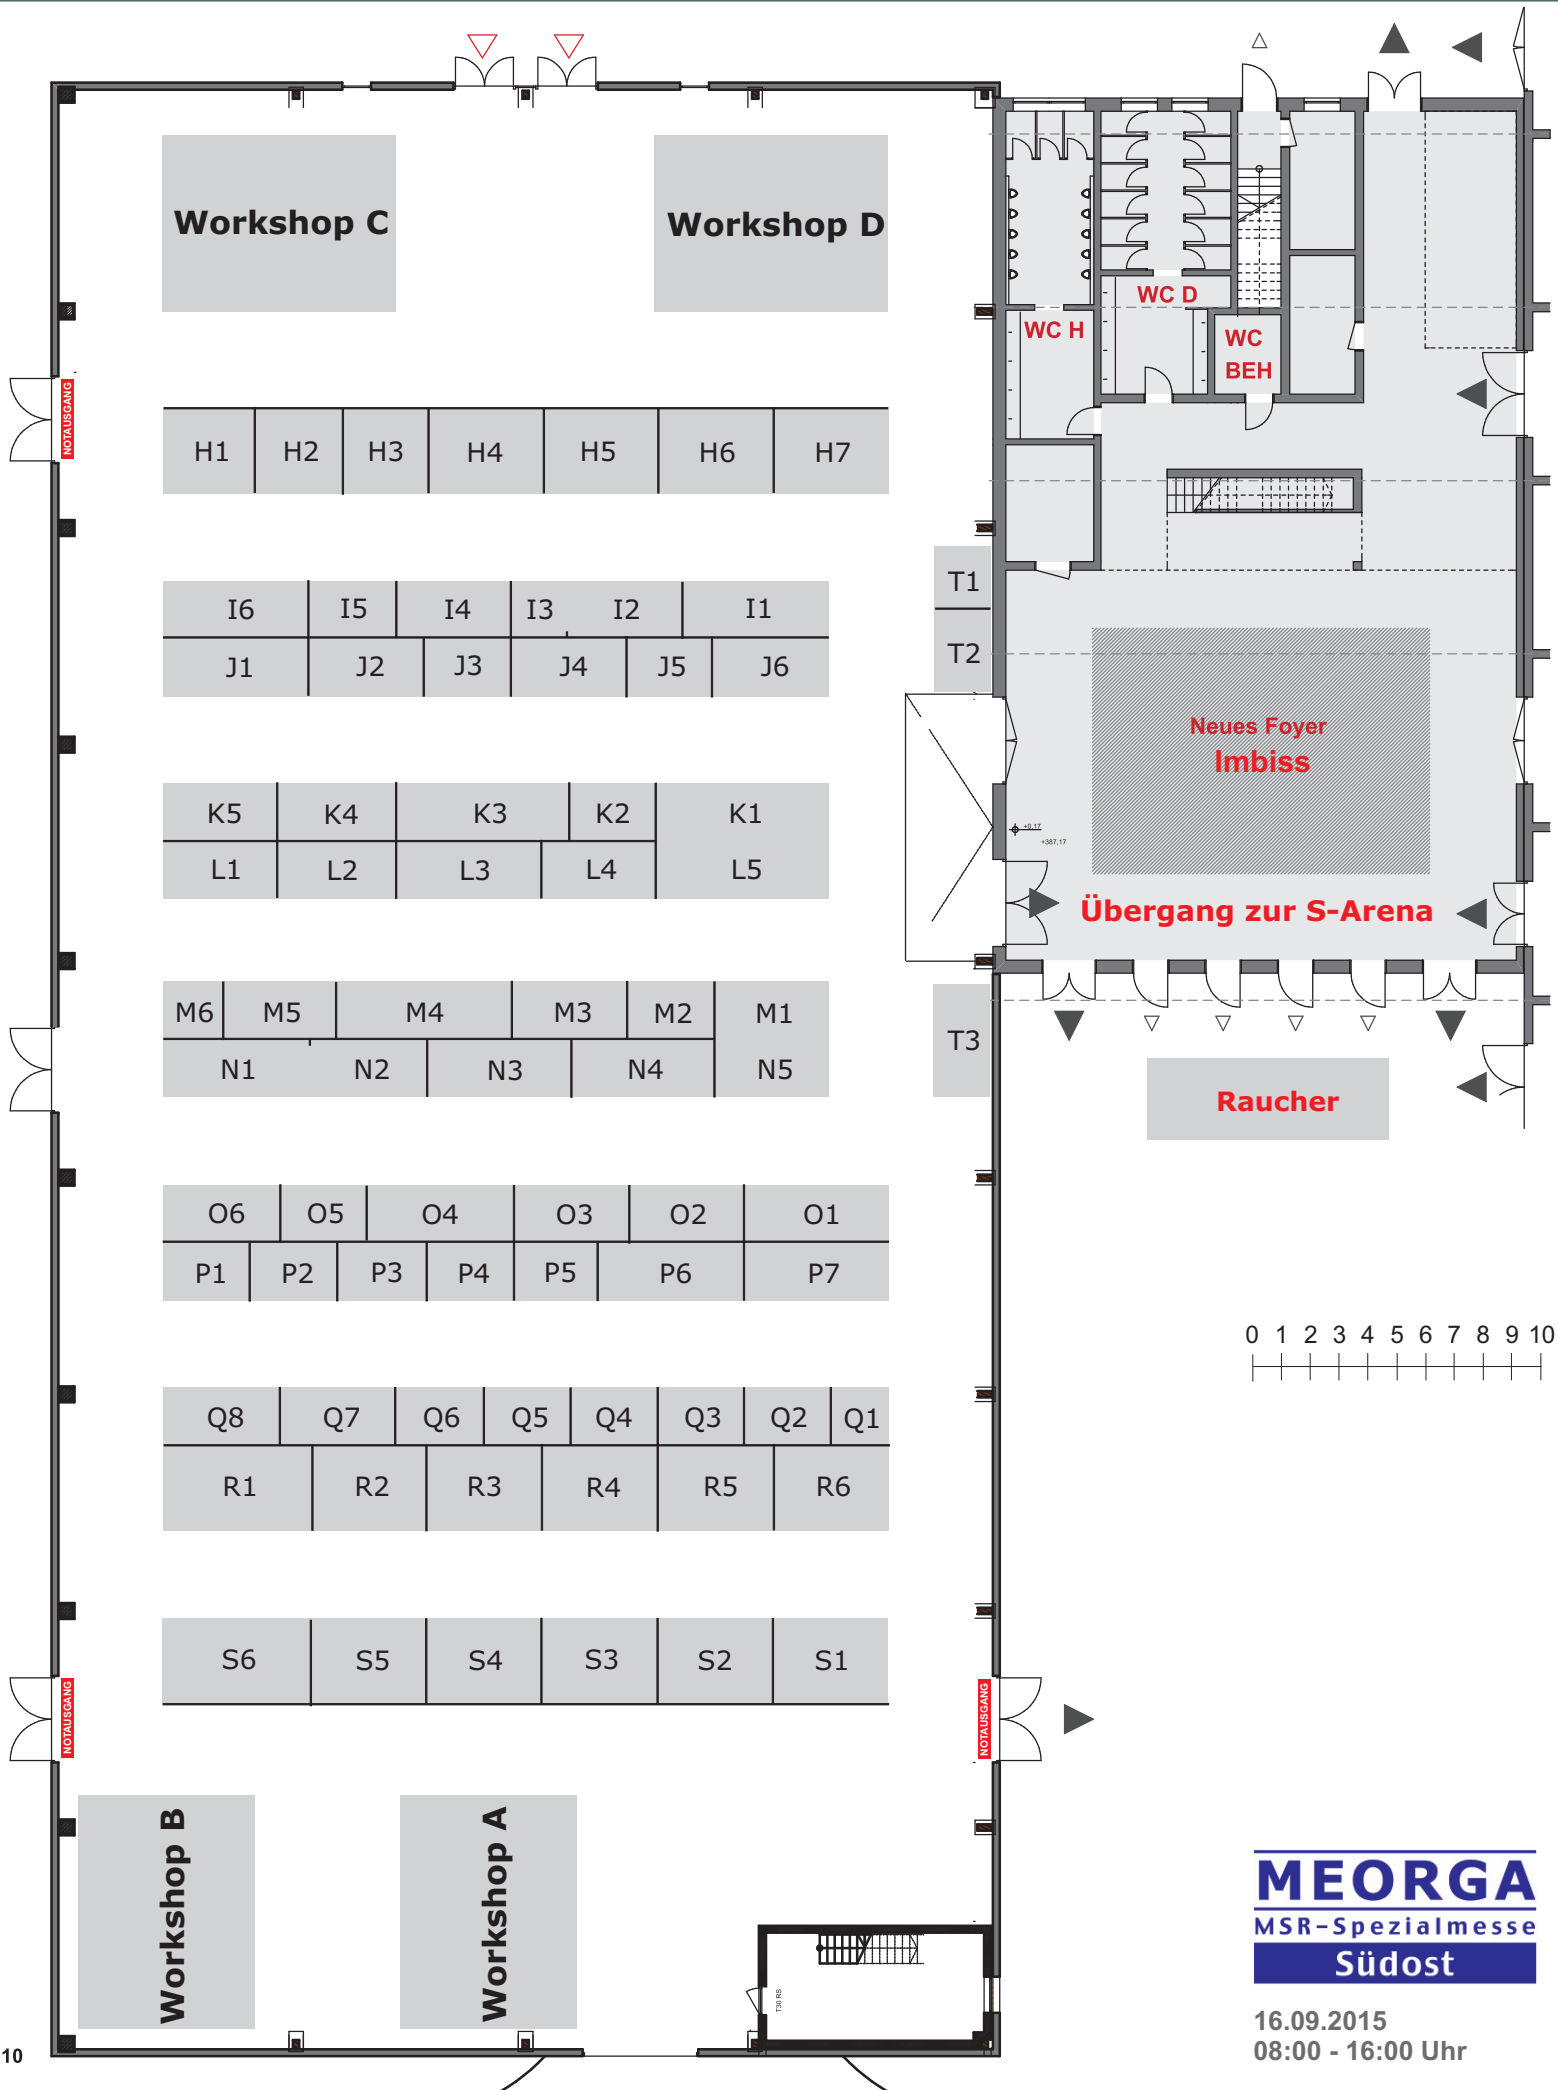 Workshop C
Workshop D
WC D
WC H
WC
BEH
NOTAUSGANG
H1 H2 H3 H4 H5 H6 H7
T1
I6 I5 I4 I3 I2 I1
J1 J2 J3 J4 J5 J6
T2
Neues Foyer
Imbiss
K5 K4 K3 K2 K1
+0,17
+387,17
L1 L2 L3 L4 L5
Übergang zur S-Arena
M6 M5 M4 M3 M2 M1
T3
N1 N2 N3 N4 N5
Raucher
O6 O5 O4 O3 O2 O1
P1 P2 P3 P4 P5 P6 P7
0 1 2 3 4 5 6 7 8 9 10
Q8 Q7 Q6 Q5 Q4 Q3 Q2 Q1
R1 R2 R3 R4 R5 R6
S6 S5 S4 S3 S2 S1
NOTAUSGANG
NOTAUSGANG
Workshop B
Workshop A
T30 RS
MEORGA
MSR-Spezialmesse
Südost
16.09.2015
08:00 - 16:00 Uhr
10